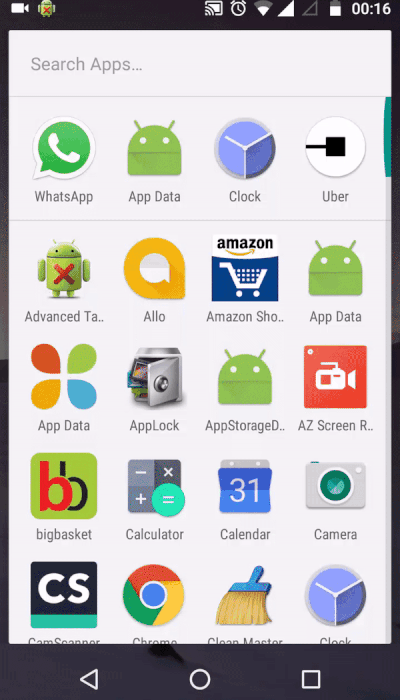 00:16
Search Apps...
WhatsApp App Data Clock Uber
amazon
Advanced Ta.. Allo Amazon Sho.. App Data
App Data AppLock AppStorageD.. AZ Screen R..
bb 31
bigbasket Calculator Calendar Camera
CS
CamScanner Chrome Clean Master Clock